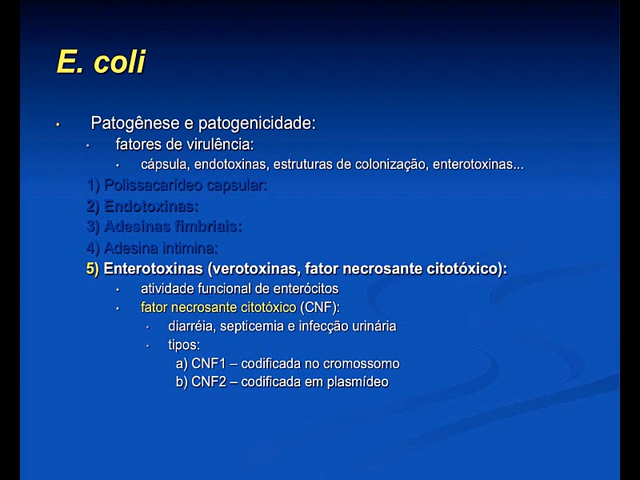 E. coli
• Patogênese e patogenicidade:
• fatores de virulência:
• cápsula, endotoxinas, estruturas de colonização, enterotoxinas...
1) Polissacarídeo capsular:
2) Endotoxinas:
3) Adesinas fimbriais:
4) Adesina intimina:
5) Enterotoxinas (verotoxinas, fator necrosante citotóxico):
• atividade funcional de enterócitos
• fator necrosante citotóxico (CNF):
• diarréia, septicemia e infecção urinária
• tipos:
a) CNF1 – codificada no cromossomo
b) CNF2 – codificada em plasmídeo